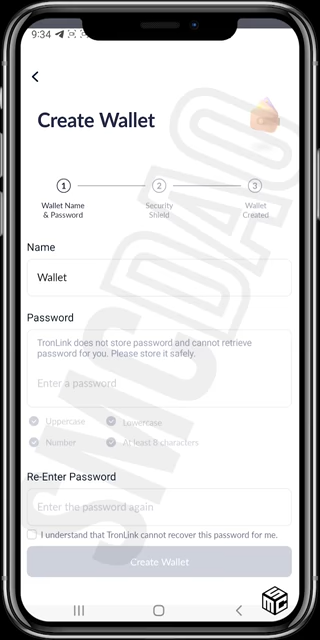 9:34
Create Wallet
1
2
3
Wallet Name
& Password
Security
Shield
Wallet
Created
Name
Wallet
Password
TronLink does not store password and cannot retrieve
password for you. Please store it safely.
Enter a password
Uppercase
Lowercase
Number
At least 8 characters
Re-Enter Password
Enter the password again
I understand that TronLink cannot recover this password for me.
Create Wallet
SMCDAO